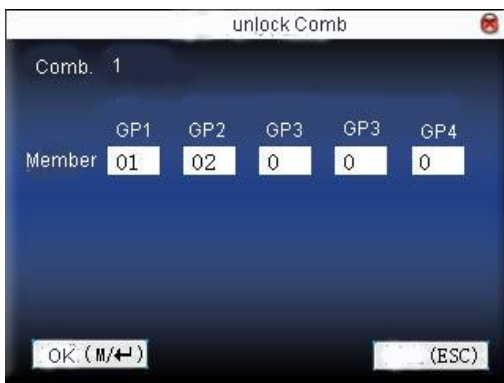 unlock Comb
Comb. 1
GP1 GP2 GP3 GP3 GP4
Member 01 02 0 0 0
OK (M/↵) (ESC)